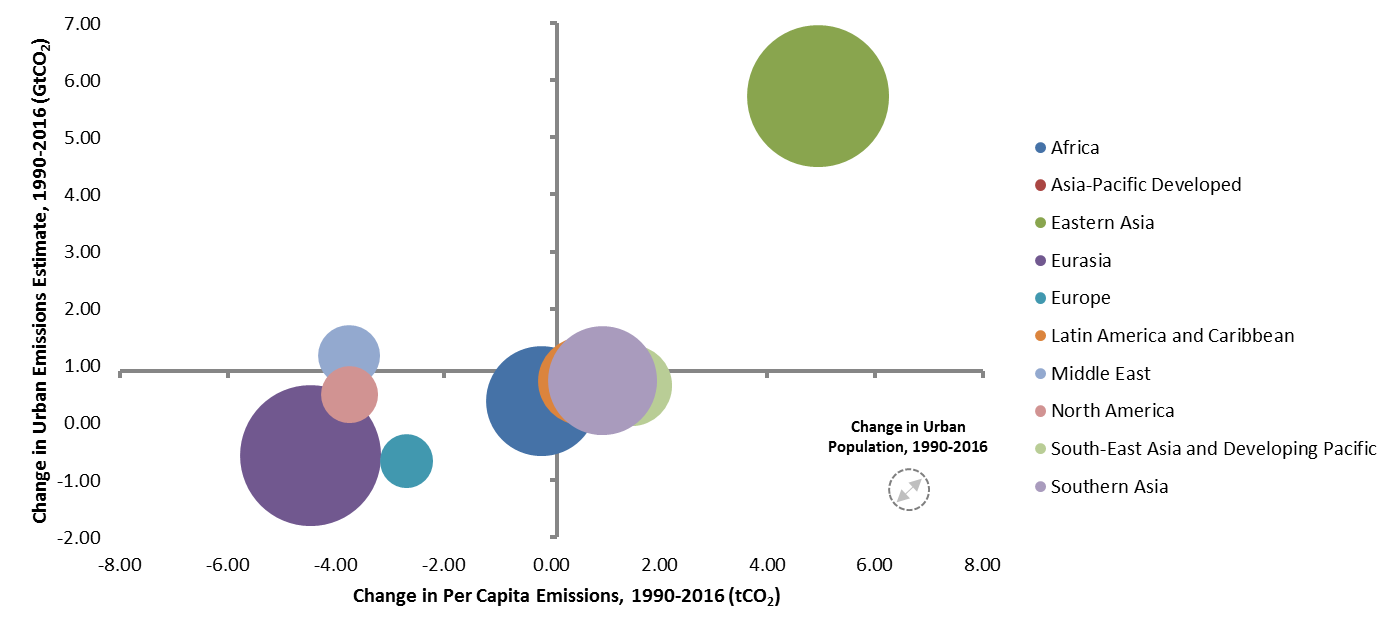 7.00
6.00
5.00
4.00
3.00
2.00
1.00
0.00
-1.00
-2.00
Change in Urban Emissions Estimate, 1990-2016 (GtCO₂)
-8.00 -6.00 -4.00 -2.00 0.00 2.00 4.00 6.00 8.00
Change in Per Capita Emissions, 1990-2016 (tCO₂)
Change in Urban
Population, 1990-2016
Africa
Asia-Pacific Developed
Eastern Asia
Eurasia
Europe
Latin America and Caribbean
Middle East
North America
South-East Asia and Developing Pacific
Southern Asia